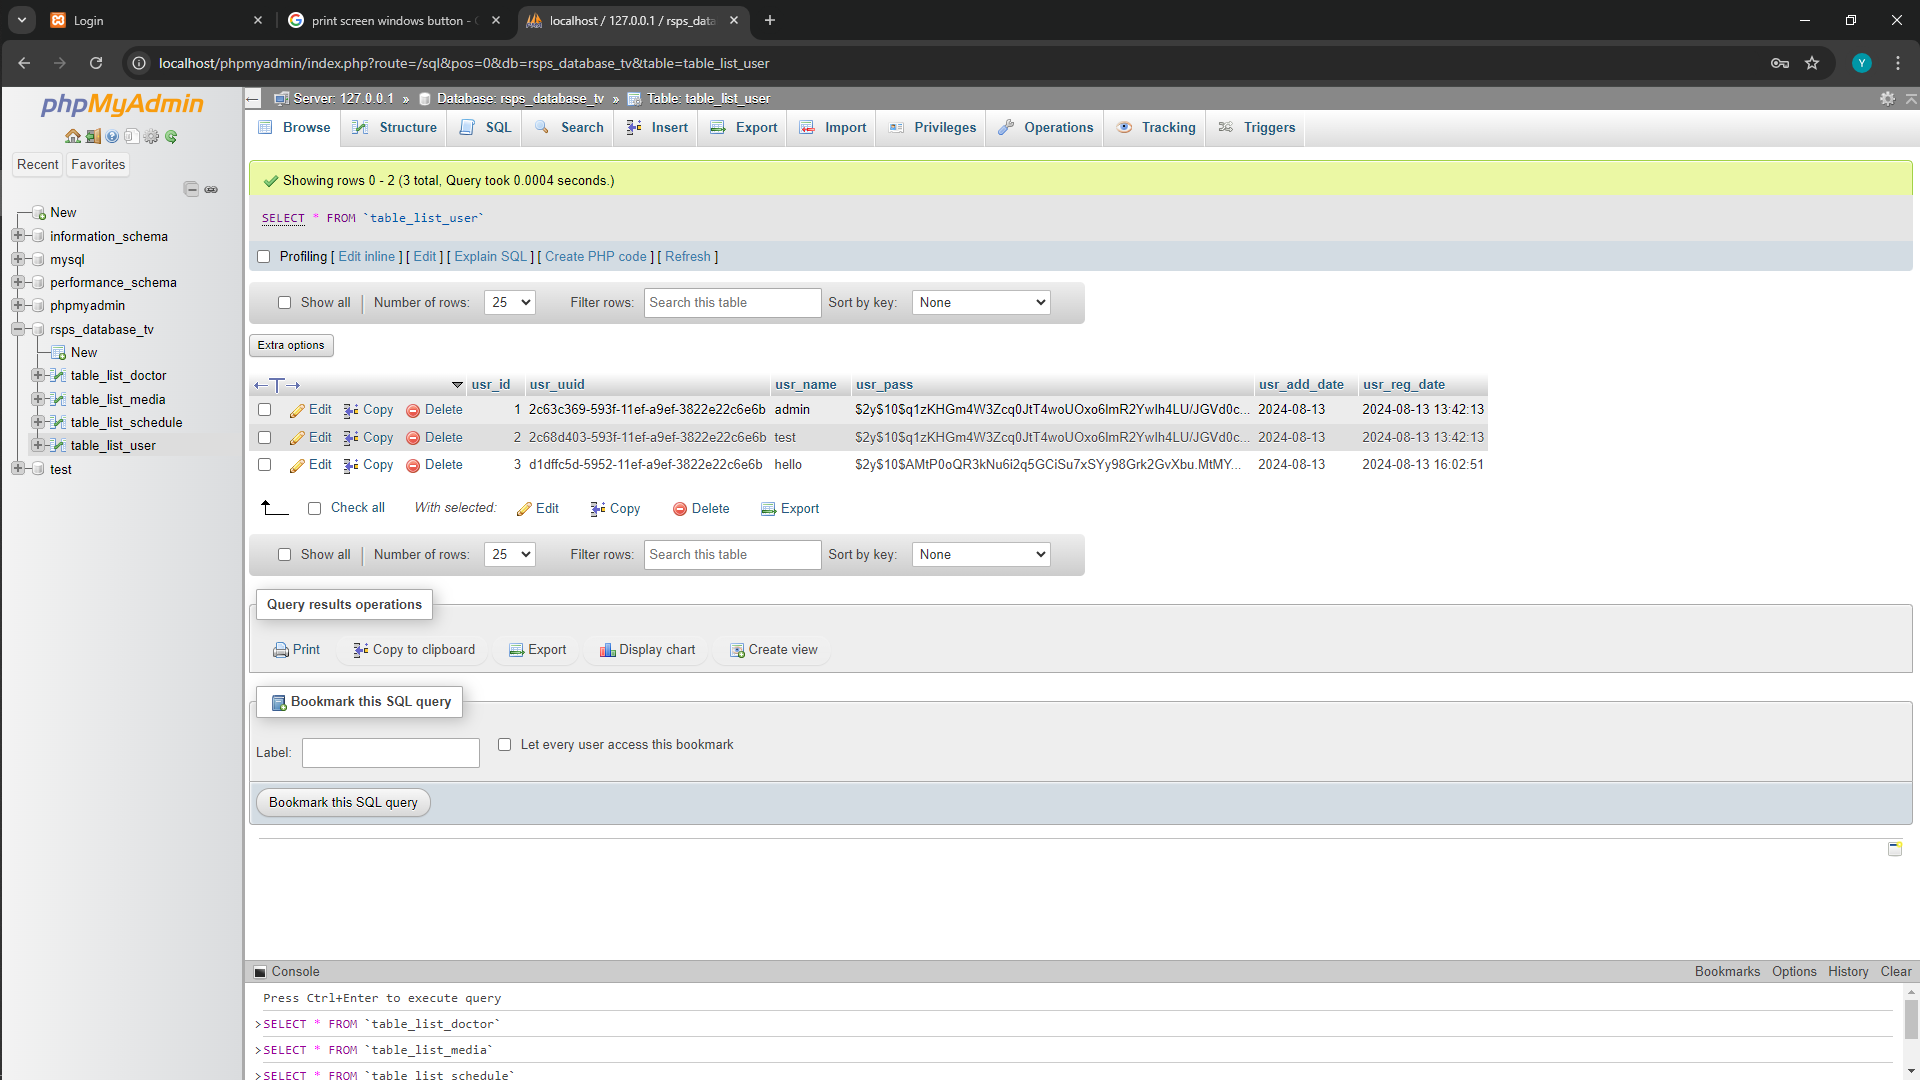 Login
print screen windows button -
localhost / 127.0.0.1 / rsps_data
localhost/phpmyadmin/index.php?route=/sql&pos=0&db=rsps_database_tv&table=table_list_user
Y
phpMyAdmin
Recent
Favorites
New
information_schema
mysql
performance_schema
phpmyadmin
rsps_database_tv
New
table_list_doctor
table_list_media
table_list_schedule
table_list_user
test
Server: 127.0.0.1 » Database: rsps_database_tv » Table: table_list_user
Browse Structure SQL Search Insert Export Import Privileges Operations Tracking Triggers
Showing rows 0 - 2 (3 total, Query took 0.0004 seconds.)
SELECT * FROM `table_list_user`
Profiling [ Edit inline ] [ Edit ] [ Explain SQL ] [ Create PHP code ] [ Refresh ]
Show all Number of rows: 25 Filter rows: Search this table Sort by key: None
Extra options
usr_id usr_uuid usr_name usr_pass usr_add_date usr_reg_date
Edit Copy Delete 1 2c63c369-593f-11ef-a9ef-3822e22c6e6b admin $2y$10$q1zKHGm4W3Zcq0JtT4woUOxo6lmR2Ywlh4LU/JGVd0c... 2024-08-13 2024-08-13 13:42:13
Edit Copy Delete 2 2c68d403-593f-11ef-a9ef-3822e22c6e6b test $2y$10$q1zKHGm4W3Zcq0JtT4woUOxo6lmR2Ywlh4LU/JGVd0c... 2024-08-13 2024-08-13 13:42:13
Edit Copy Delete 3 d1dffc5d-5952-11ef-a9ef-3822e22c6e6b hello $2y$10$AMtP0oQR3kNu6i2q5GCiSu7xSYy98Grk2GvXbu.MtMY... 2024-08-13 2024-08-13 16:02:51
Check all With selected: Edit Copy Delete Export
Show all Number of rows: 25 Filter rows: Search this table Sort by key: None
Query results operations
Print Copy to clipboard Export Display chart Create view
Bookmark this SQL query
Label: Let every user access this bookmark
Bookmark this SQL query
Console Bookmarks Options History Clear
Press Ctrl+Enter to execute query
>SELECT * FROM `table_list_doctor`
>SELECT * FROM `table_list_media`
>SELECT * FROM `table_list_schedule`